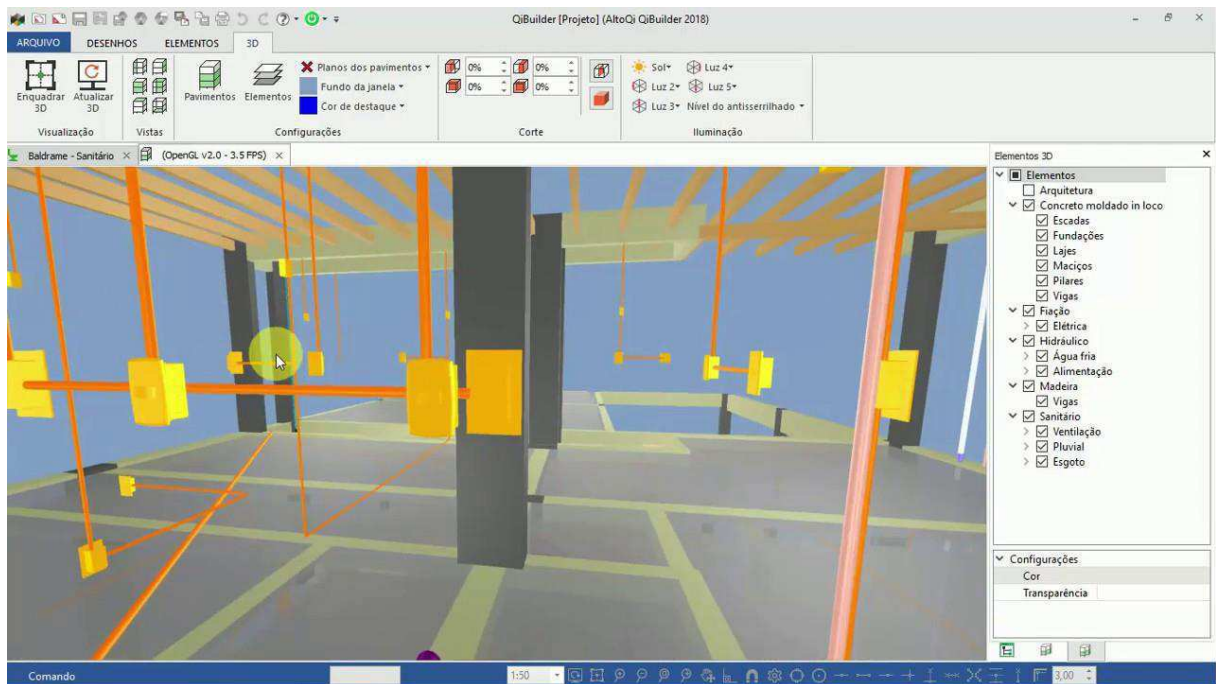 QiBuilder [Projeto] (AltoQi QiBuilder 2018)
ARQUIVO DESENHOS ELEMENTOS 3D
Enquadrar 3D
Atualizar 3D
Visualização
Vistas
Pavimentos
Elementos
Planos dos pavimentos
Fundo da janela
Cor de destaque
Configurações
0% 0%
0% 0%
Corte
Sol Luz 4
Luz 2 Luz 5
Luz 3 Nível do antisserrilhado
Iluminação
Baldrame - Sanitário
(OpenGL v2.0 - 3.5 FPS)
Elementos 3D
Elementos
Arquitetura
Concreto moldado in loco
Escadas
Fundações
Lajes
Maciços
Pilares
Vigas
Fiação
Elétrica
Hidráulico
Água fria
Alimentação
Madeira
Vigas
Sanitário
Ventilação
Pluvial
Esgoto
Configurações
Cor
Transparência
Comando
1:50
3,00